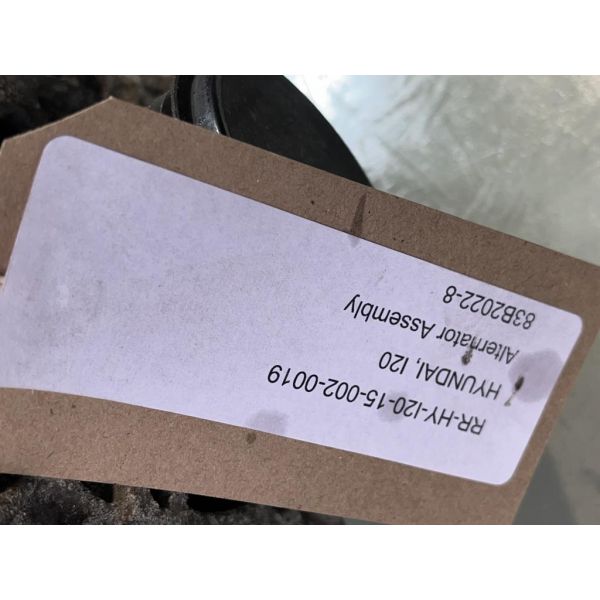 RR-HY-I20-15-002-0019
HYUNDAI, I20
Alternator Assembly
83B2022-8